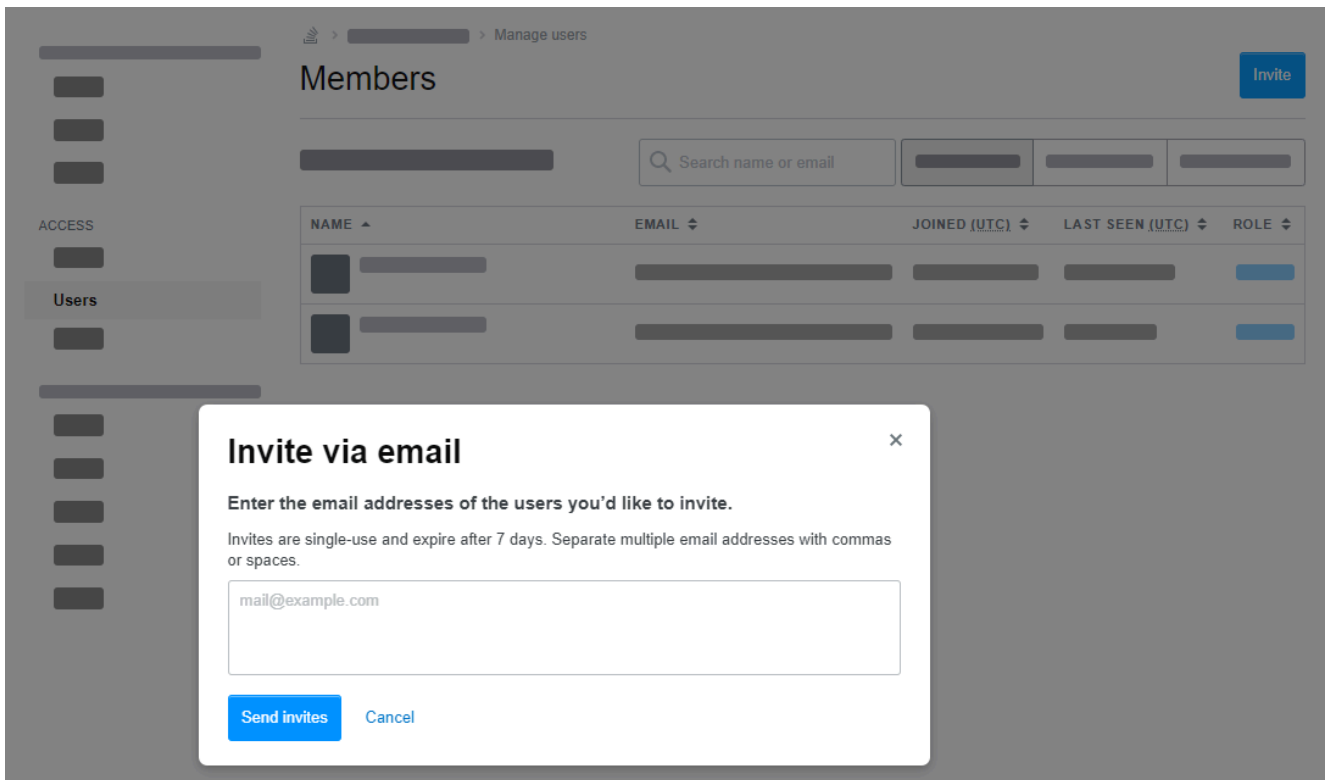 > > Manage users
Members
Invite
Search name or email
ACCESS
Users
NAME EMAIL JOINED (UTC) LAST SEEN (UTC) ROLE
Invite via email
Enter the email addresses of the users you’d like to invite.
Invites are single-use and expire after 7 days. Separate multiple email addresses with commas
or spaces.
mail@example.com
Send invites Cancel